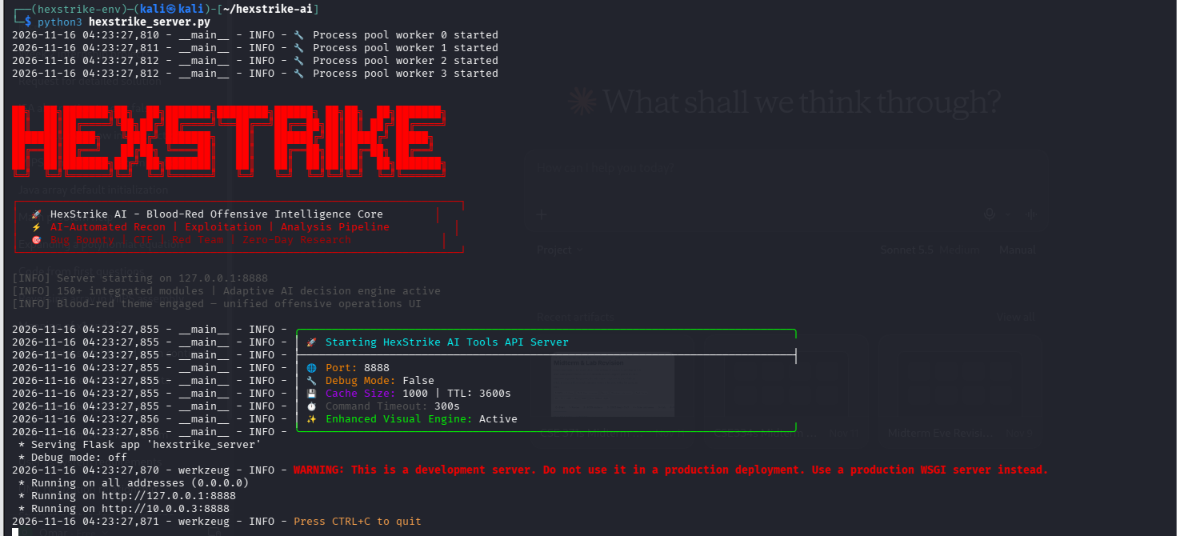 ┌──(hexstrike-env)─(kali㉿kali)-[~/hexstrike-ai]
└─$ python3 hexstrike_server.py
2026-11-16 04:23:27,810 - __main__ - INFO - 🔧 Process pool worker 0 started
2026-11-16 04:23:27,811 - __main__ - INFO - 🔧 Process pool worker 1 started
2026-11-16 04:23:27,812 - __main__ - INFO - 🔧 Process pool worker 2 started
2026-11-16 04:23:27,812 - __main__ - INFO - 🔧 Process pool worker 3 started
What shall we think through?
HEXSTRIKE
Java array default initialization
🚀 HexStrike AI - Blood-Red Offensive Intelligence Core
⚡ AI-Automated Recon | Exploitation | Analysis Pipeline
🎯 Bug Bounty | CTF | Red Team | Zero-Day Research
Project
Manual
[INFO] Server starting on 127.0.0.1:8888
[INFO] 150+ integrated modules | Adaptive AI decision engine active
[INFO] Blood-red theme engaged — unified offensive operations UI
View all
2026-11-16 04:23:27,855 - __main__ - INFO -
2026-11-16 04:23:27,855 - __main__ - INFO - 🚀 Starting HexStrike AI Tools API Server
2026-11-16 04:23:27,855 - __main__ - INFO -
2026-11-16 04:23:27,855 - __main__ - INFO - 🌐 Port: 8888
2026-11-16 04:23:27,855 - __main__ - INFO - 🔧 Debug Mode: False
2026-11-16 04:23:27,855 - __main__ - INFO - 💾 Cache Size: 1000 | TTL: 3600s
2026-11-16 04:23:27,856 - __main__ - INFO - ⏱️ Command Timeout: 300s
2026-11-16 04:23:27,856 - __main__ - INFO - ✨ Enhanced Visual Engine: Active
2026-11-16 04:23:27,856 - __main__ - INFO -
* Serving Flask app 'hexstrike_server'
* Debug mode: off
2026-11-16 04:23:27,870 - werkzeug - INFO - WARNING: This is a development server. Do not use it in a production deployment. Use a production WSGI server instead.
* Running on all addresses (0.0.0.0)
* Running on http://127.0.0.1:8888
* Running on http://10.0.0.3:8888
2026-11-16 04:23:27,871 - werkzeug - INFO - Press CTRL+C to quit